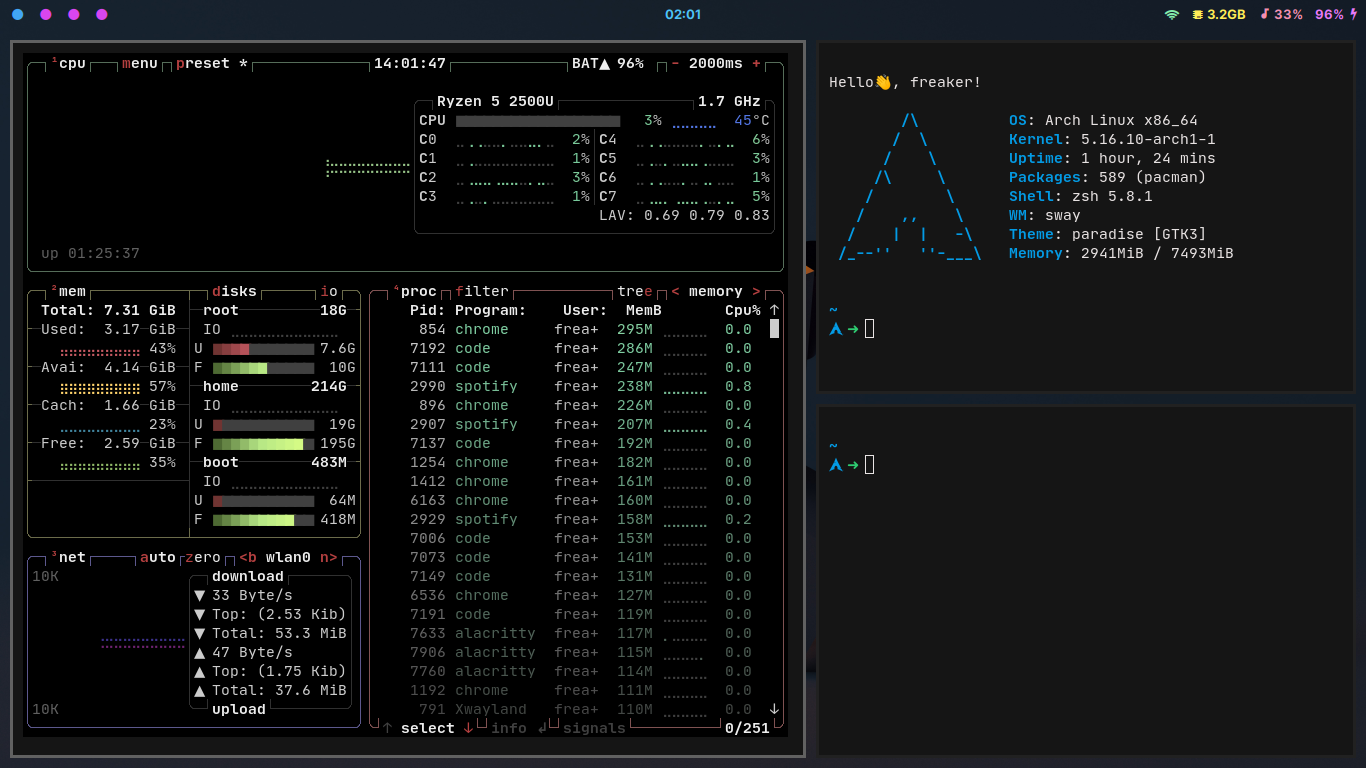 02:01
3.2GB 33% 96%
¹cpu menu preset * 14:01:47 BAT▲ 96% - 2000ms +
Ryzen 5 2500U 1.7 GHz
CPU 3% 45°C
C0 2% C4 6%
C1 1% C5 3%
C2 3% C6 1%
C3 1% C7 5%
LAV: 0.69 0.79 0.83
up 01:25:37
²mem disks io
Total: 7.31 GiB
Used: 3.17 GiB
43%
Avai: 4.14 GiB
57%
Cach: 1.66 GiB
23%
Free: 2.59 GiB
35%
root 18G
IO
U 7.6G
F 10G
home 214G
IO
U 19G
F 195G
boot 483M
IO
U 64M
F 418M
³net auto zero <b wlan0 n>
10K
download
▼ 33 Byte/s
▼ Top: (2.53 Kib)
▼ Total: 53.3 MiB
▲ 47 Byte/s
▲ Top: (1.75 Kib)
▲ Total: 37.6 MiB
10K
upload
⁴proc filter tree < memory >
Pid: Program: User: MemB Cpu% ↑
854 chrome frea+ 295M 0.0
7192 code frea+ 286M 0.0
7111 code frea+ 247M 0.0
2990 spotify frea+ 238M 0.8
896 chrome frea+ 226M 0.0
2907 spotify frea+ 207M 0.4
7137 code frea+ 192M 0.0
1254 chrome frea+ 182M 0.0
1412 chrome frea+ 161M 0.0
6163 chrome frea+ 160M 0.0
2929 spotify frea+ 158M 0.2
7006 code frea+ 153M 0.0
7073 code frea+ 141M 0.0
7149 code frea+ 131M 0.0
6536 chrome frea+ 127M 0.0
7191 code frea+ 119M 0.0
7633 alacritty frea+ 117M 0.0
7906 alacritty frea+ 115M 0.0
7760 alacritty frea+ 114M 0.0
1192 chrome frea+ 111M 0.0
791 Xwayland frea+ 110M 0.0 ↓
↑ select ↓ info ↲ signals 0/251
Hello👋, freaker!
OS: Arch Linux x86_64
Kernel: 5.16.10-arch1-1
Uptime: 1 hour, 24 mins
Packages: 589 (pacman)
Shell: zsh 5.8.1
WM: sway
Theme: paradise [GTK3]
Memory: 2941MiB / 7493MiB
~
➜
~
➜